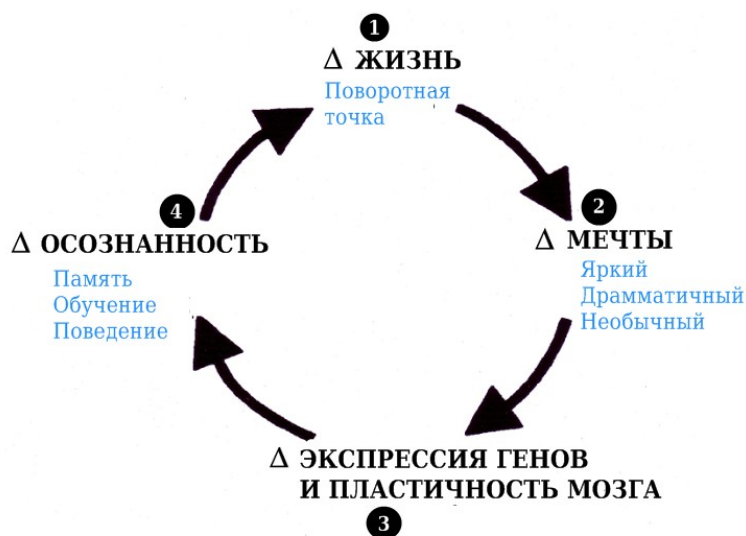 1
Δ ЖИЗНЬ
Поворотная
точка
2
Δ МЕЧТЫ
Яркий
Драмматичный
Необычный
Δ ЭКСПРЕССИЯ ГЕНОВ
И ПЛАСТИЧНОСТЬ МОЗГА
3
4
Δ ОСОЗНАННОСТЬ
Память
Обучение
Поведение